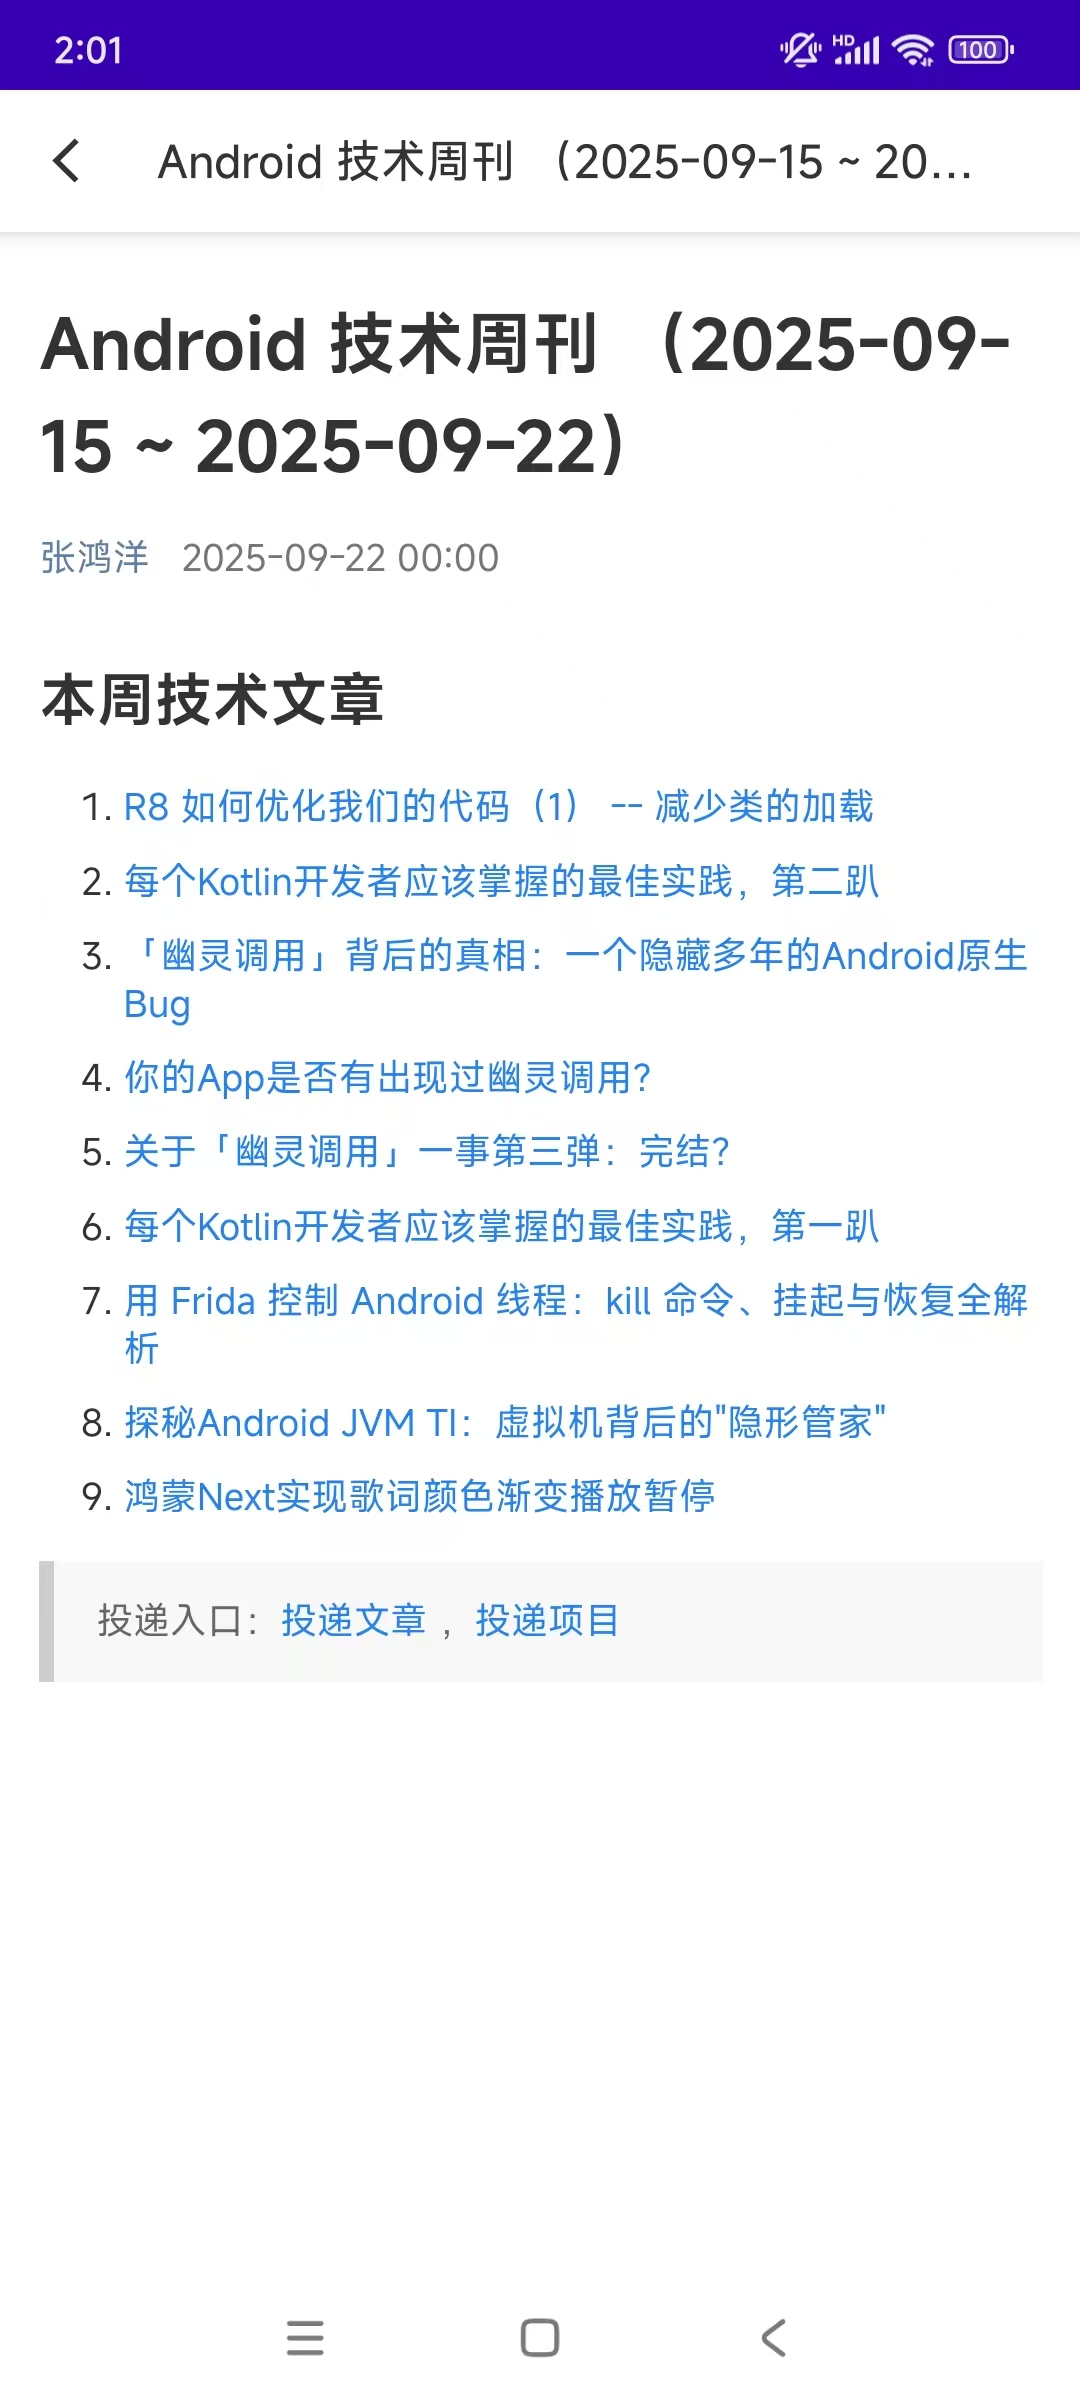 2:01
HD
100
Android 技术周刊 （2025-09-15 ~ 20...
Android 技术周刊 （2025-09-
15 ~ 2025-09-22）
张鸿洋 2025-09-22 00:00
本周技术文章
1. R8 如何优化我们的代码（1） -- 减少类的加载
2. 每个Kotlin开发者应该掌握的最佳实践，第二趴
3. 「幽灵调用」背后的真相：一个隐藏多年的Android原生
Bug
4. 你的App是否有出现过幽灵调用？
5. 关于「幽灵调用」一事第三弹：完结？
6. 每个Kotlin开发者应该掌握的最佳实践，第一趴
7. 用 Frida 控制 Android 线程：kill 命令、挂起与恢复全解
析
8. 探秘Android JVM TI：虚拟机背后的"隐形管家"
9. 鸿蒙Next实现歌词颜色渐变播放暂停
投递入口：投递文章 ，投递项目